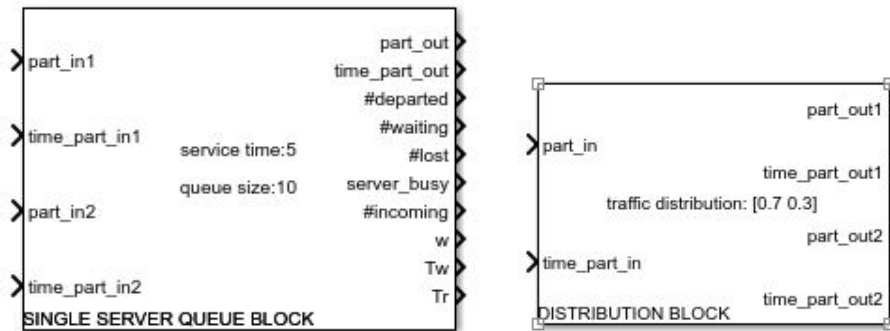 part_in1
time_part_in1
part_in2
time_part_in2
service time:5
queue size:10
part_out
time_part_out
#departed
#waiting
#lost
server_busy
#incoming
w
Tw
Tr
SINGLE SERVER QUEUE BLOCK
part_in
time_part_in
traffic distribution: [0.7 0.3]
part_out1
time_part_out1
part_out2
time_part_out2
DISTRIBUTION BLOCK